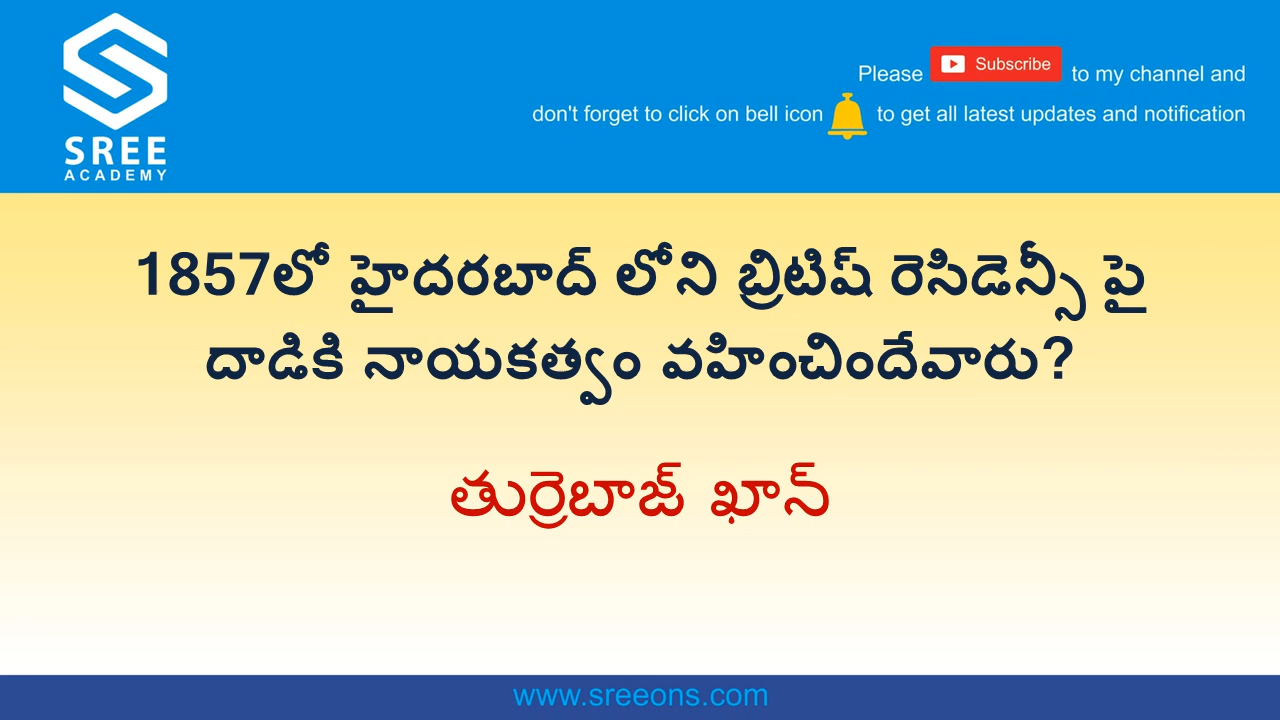 SREE
ACADEMY
Please Subscribe to my channel and
don't forget to click on bell icon to get all latest updates and notification
1857లో హైదరబాద్ లోని బ్రిటిష్ రెసిడెన్సీ పై
దాడికి నాయకత్వం వహించిందేవారు?
తుర్రెబాజ్ ఖాన్
www.sreeons.com